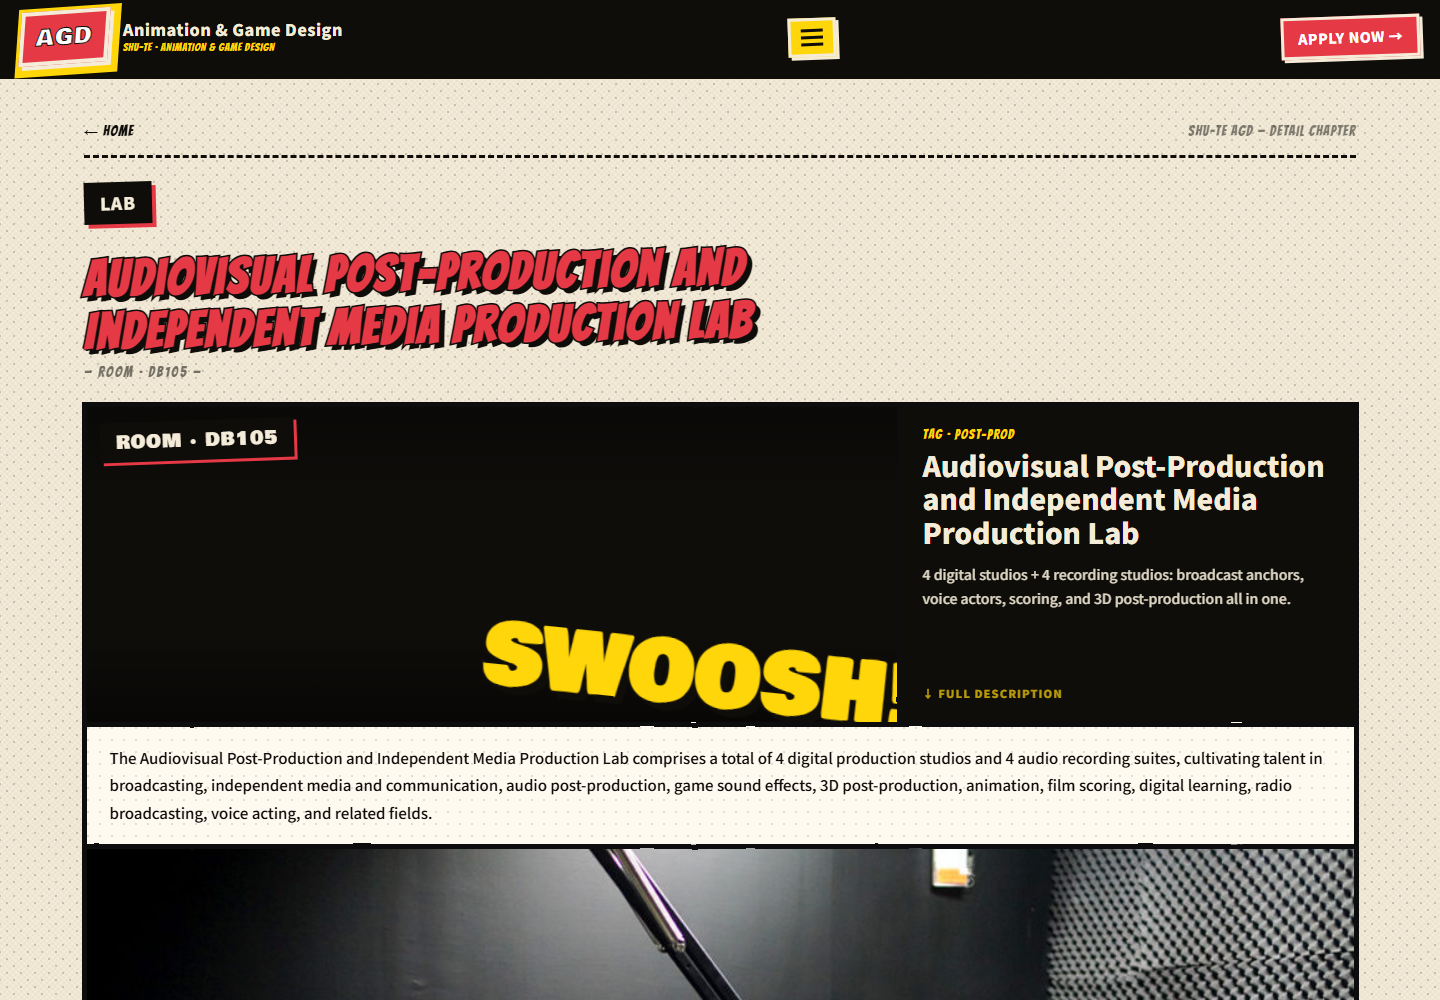 AGD
Animation & Game Design
SHU-TE · ANIMATION & GAME DESIGN
APPLY NOW →
← HOME
SHU-TE AGD — DETAIL CHAPTER
LAB
AUDIOVISUAL POST-PRODUCTION AND
INDEPENDENT MEDIA PRODUCTION LAB
— ROOM · DB105 —
ROOM · DB105
SWOOSH!
TAG · POST-PROD
Audiovisual Post-Production
and Independent Media
Production Lab
4 digital studios + 4 recording studios: broadcast anchors,
voice actors, scoring, and 3D post-production all in one.
↓ FULL DESCRIPTION
The Audiovisual Post-Production and Independent Media Production Lab comprises a total of 4 digital production studios and 4 audio recording suites, cultivating talent in
broadcasting, independent media and communication, audio post-production, game sound effects, 3D post-production, animation, film scoring, digital learning, radio
broadcasting, voice acting, and related fields.